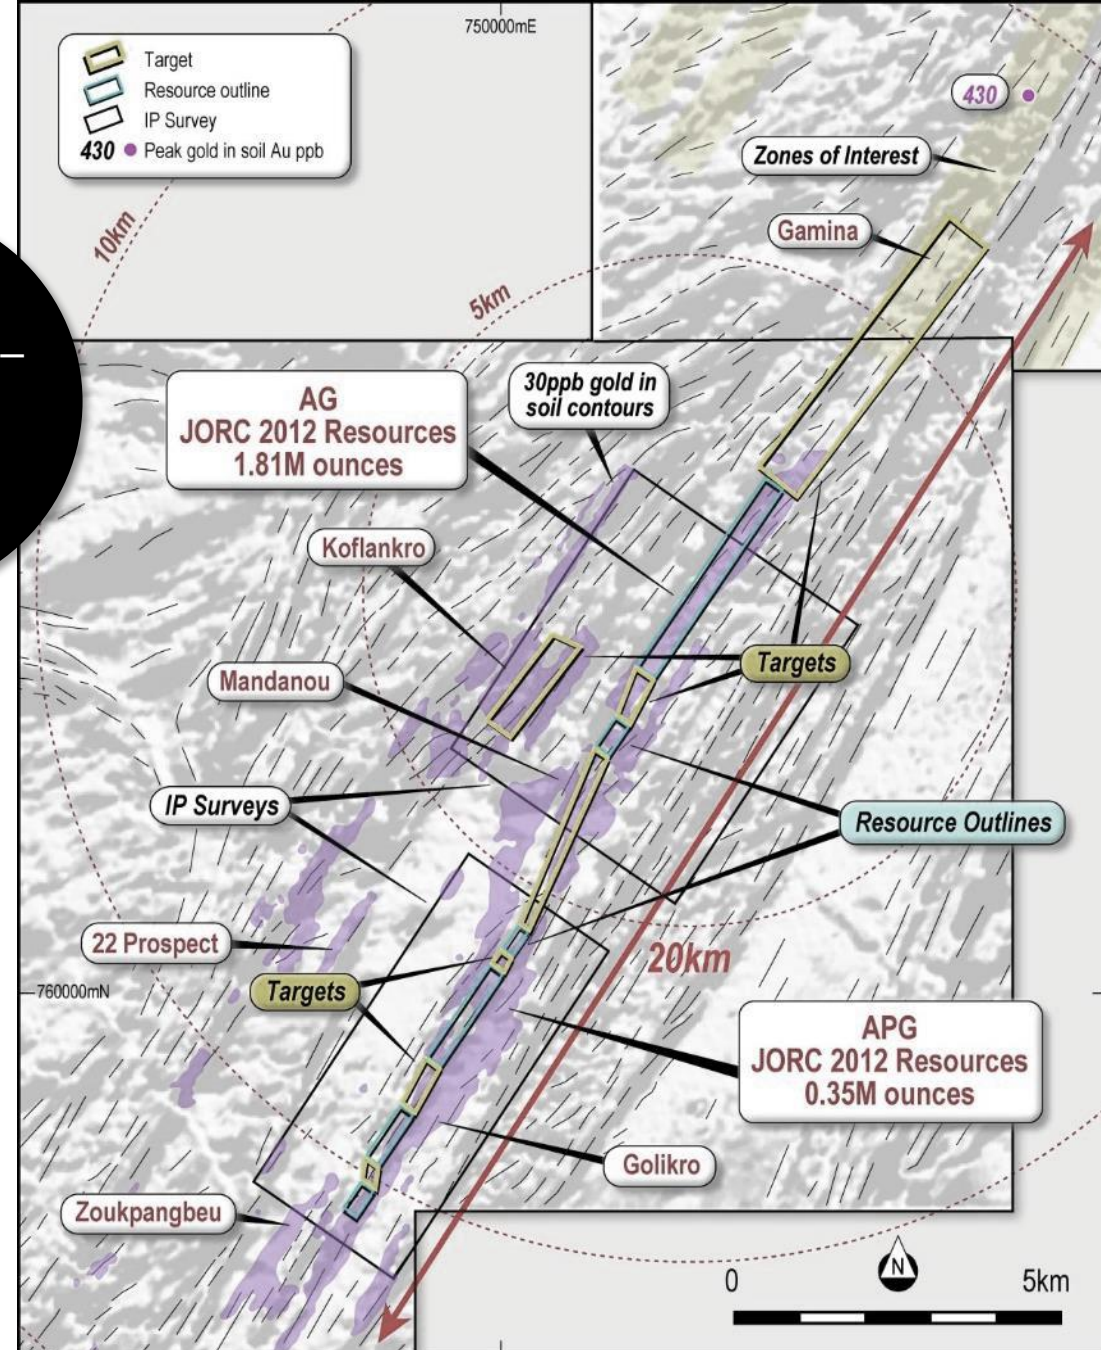 750000mE
Target
Resource outline
IP Survey
430 Peak gold in soil Au ppb
430
Zones of Interest
Gamina
10km
5km
30ppb gold in
soil contours
AG
JORC 2012 Resources
1.81M ounces
Koflankro
Targets
Mandanou
IP Surveys
Resource Outlines
22 Prospect
20km
760000mN
Targets
APG
JORC 2012 Resources
0.35M ounces
Golikro
Zoukpangbeu
N
0 5km